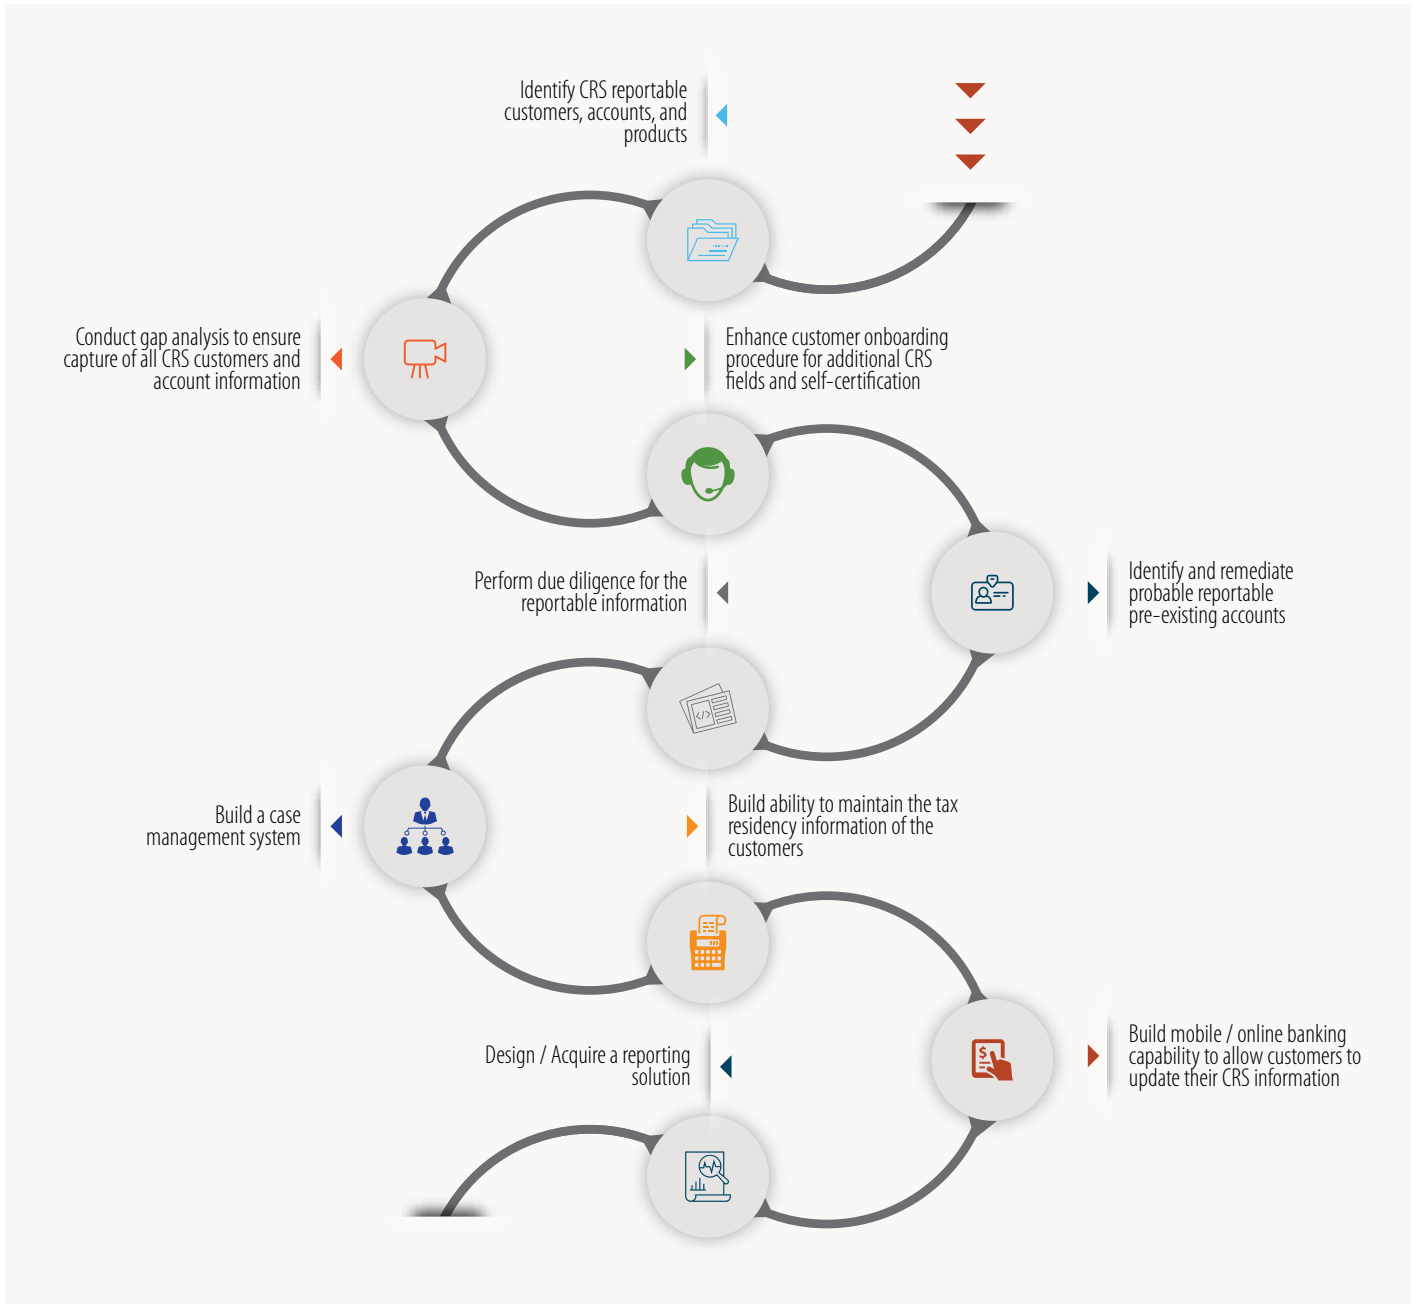 Identify CRS reportable
customers, accounts, and
products
Conduct gap analysis to ensure
capture of all CRS customers and
account information
Enhance customer onboarding
procedure for additional CRS
fields and self-certification
Identify and remediate
probable reportable
pre-existing accounts
Perform due diligence for the
reportable information
Build a case
management system
Build ability to maintain the tax
residency information of the
customers
Build mobile / online banking
capability to allow customers to
update their CRS information
Design / Acquire a reporting
solution